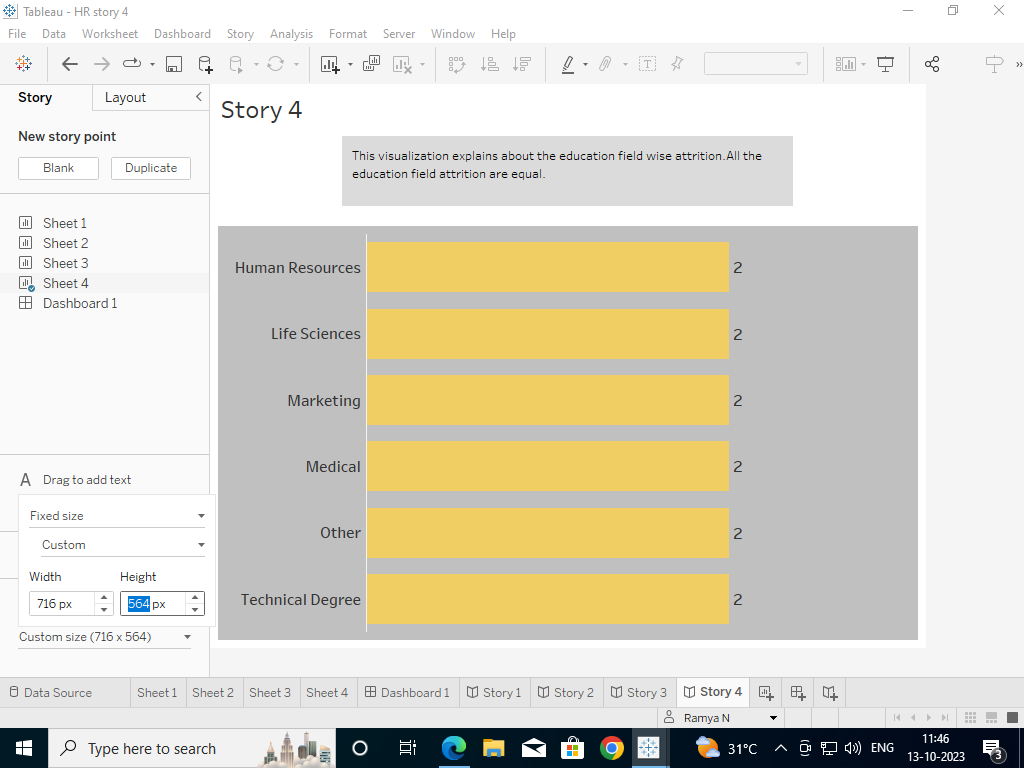 Tableau - HR story 4
File Data Worksheet Dashboard Story Analysis Format Server Window Help
Story Layout
New story point
Blank Duplicate
Sheet 1
Sheet 2
Sheet 3
Sheet 4
Dashboard 1
A Drag to add text
Fixed size
Custom
Width Height
716 px 564 px
Custom size (716 x 564)
Story 4
This visualization explains about the education field wise attrition.All the
education field attrition are equal.
Human Resources 2
Life Sciences 2
Marketing 2
Medical 2
Other 2
Technical Degree 2
Data Source Sheet 1 Sheet 2 Sheet 3 Sheet 4 Dashboard 1 Story 1 Story 2 Story 3 Story 4
Ramya N
Type here to search
31°C ENG 11:46
13-10-2023 3